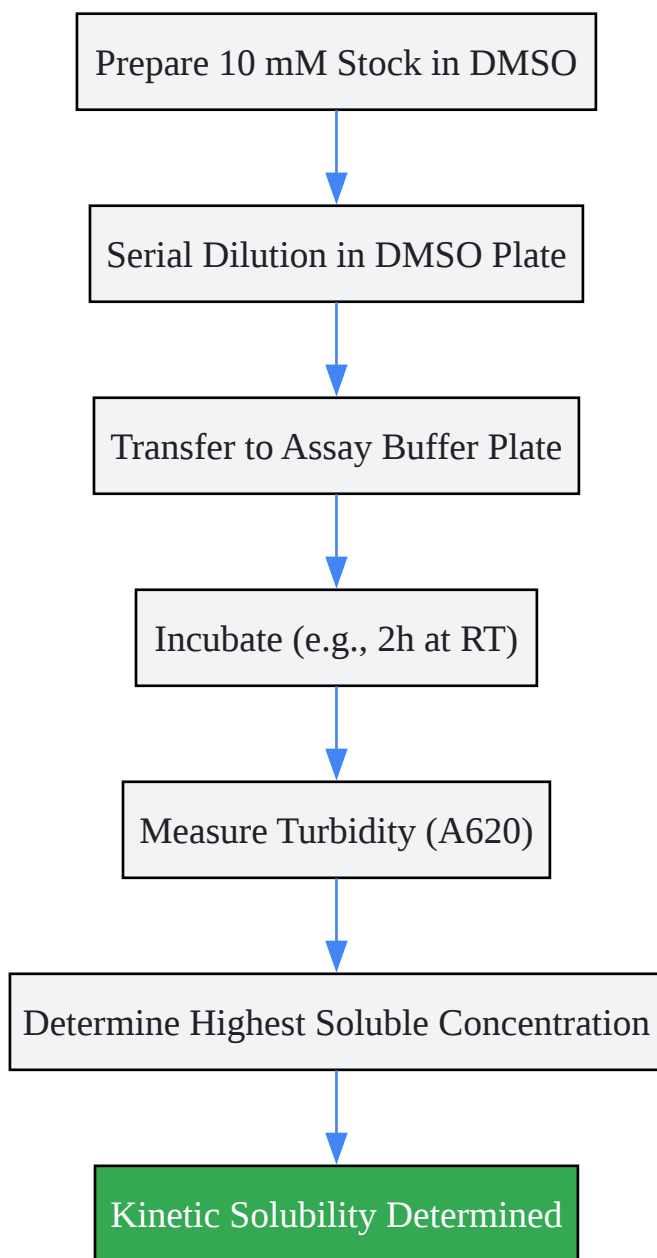 Prepare 10 mM Stock in DMSO
Serial Dilution in DMSO Plate
Transfer to Assay Buffer Plate
Incubate (e.g., 2h at RT)
Measure Turbidity (A620)
Determine Highest Soluble Concentration
Kinetic Solubility Determined